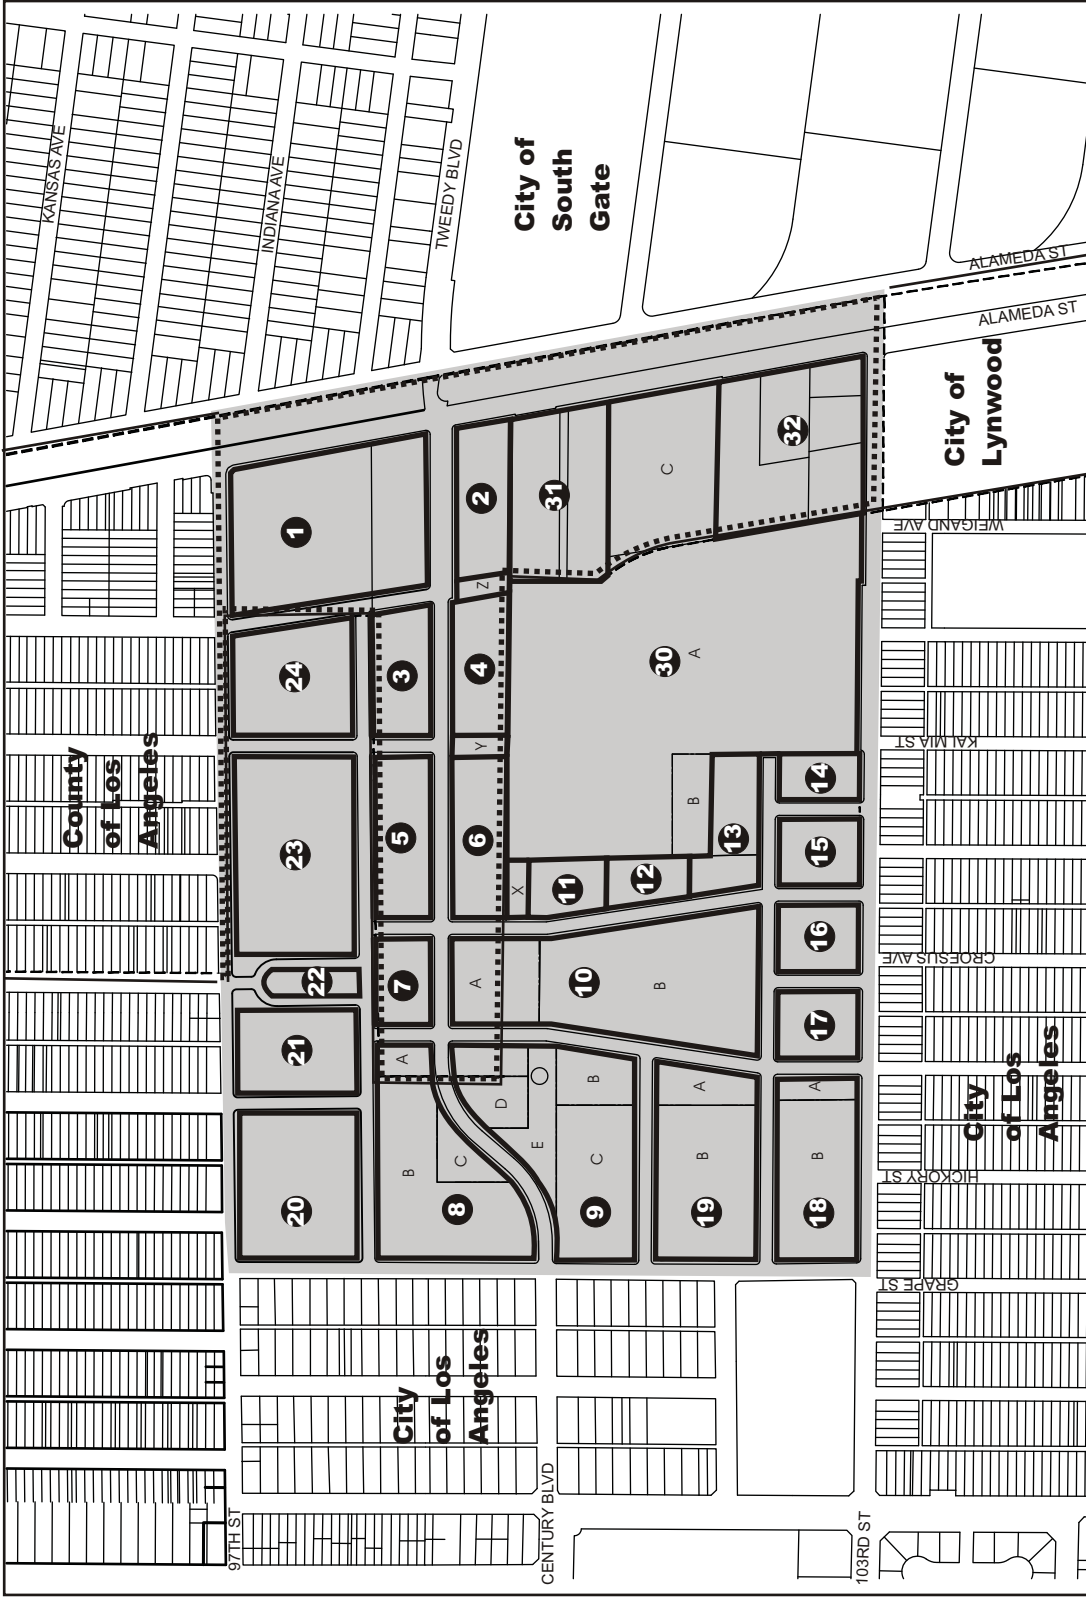 KANSAS AVE
INDIANA AVE
TWEEDY BLVD
City of
South
Gate
ALAMEDA ST
ALAMEDA ST
City of
Lynwood
County
of Los
Angeles
1
2
31
C
32
Z
24
3
4
30
A
Y
WEIGAND AVE
KALMIA ST
23
5
6
B
13
14
X
11
12
15
22
7
A
10
B
16
CROESUS AVE
21
A
17
D
E
B
A
A
City
of Los
Angeles
20
B
C
8
C
9
B
19
B
18
HICKORY ST
GRAPE ST
City
of Los
Angeles
97TH ST
CENTURY BLVD
103RD ST